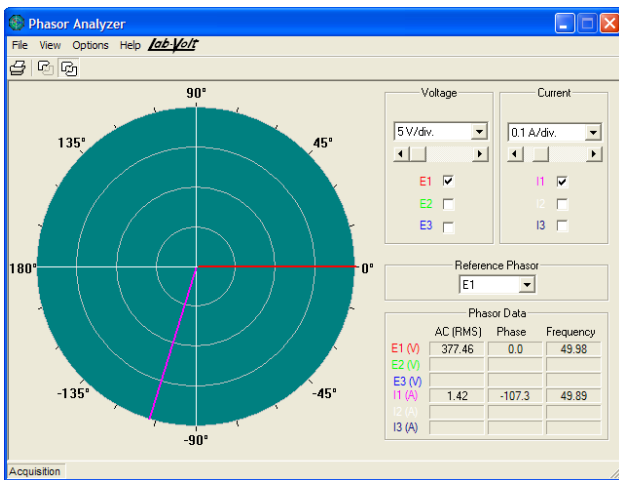 Phasor Analyzer
File View Options Help Lab-Volt
90°
135°
45°
180°
0°
-135°
-45°
-90°
Voltage
5 V/div.
E1
E2
E3
Current
0.1 A/div.
I1
I2
I3
Reference Phasor
E1
Phasor Data
AC (RMS) Phase Frequency
E1 (V) 377.46 0.0 49.98
E2 (V)
E3 (V)
I1 (A) 1.42 -107.3 49.89
I2 (A)
I3 (A)
Acquisition